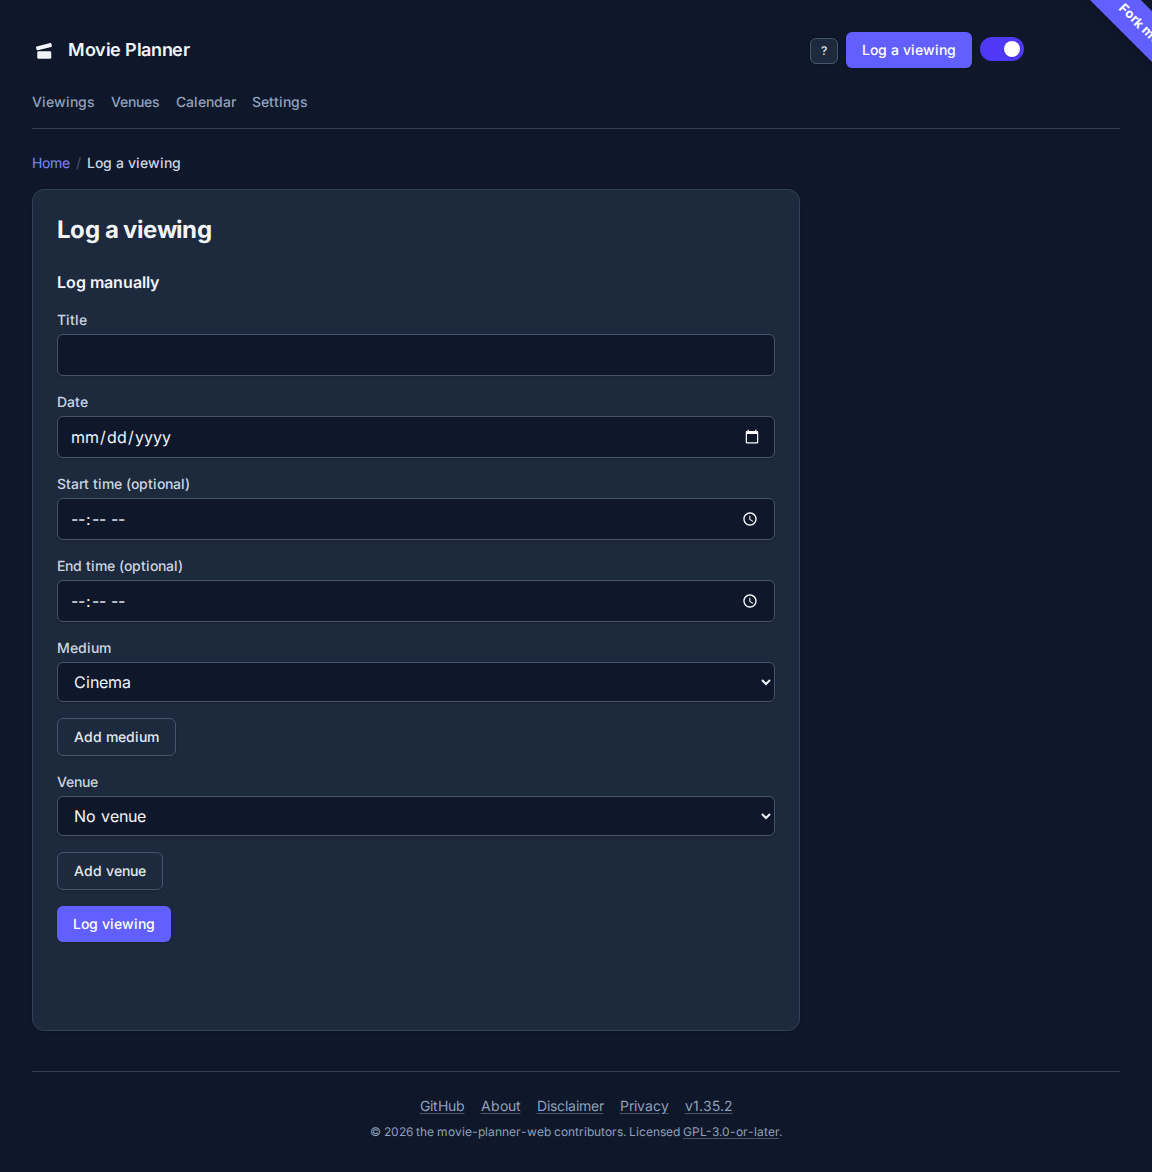 Movie Planner
?
Log a viewing
Fork m
Viewings Venues Calendar Settings
Home / Log a viewing
Log a viewing
Log manually
Title
Date
mm/dd/yyyy
Start time (optional)
--:-- --
End time (optional)
--:-- --
Medium
Cinema
Add medium
Venue
No venue
Add venue
Log viewing
GitHub About Disclaimer Privacy v1.35.2
© 2026 the movie-planner-web contributors. Licensed GPL-3.0-or-later.